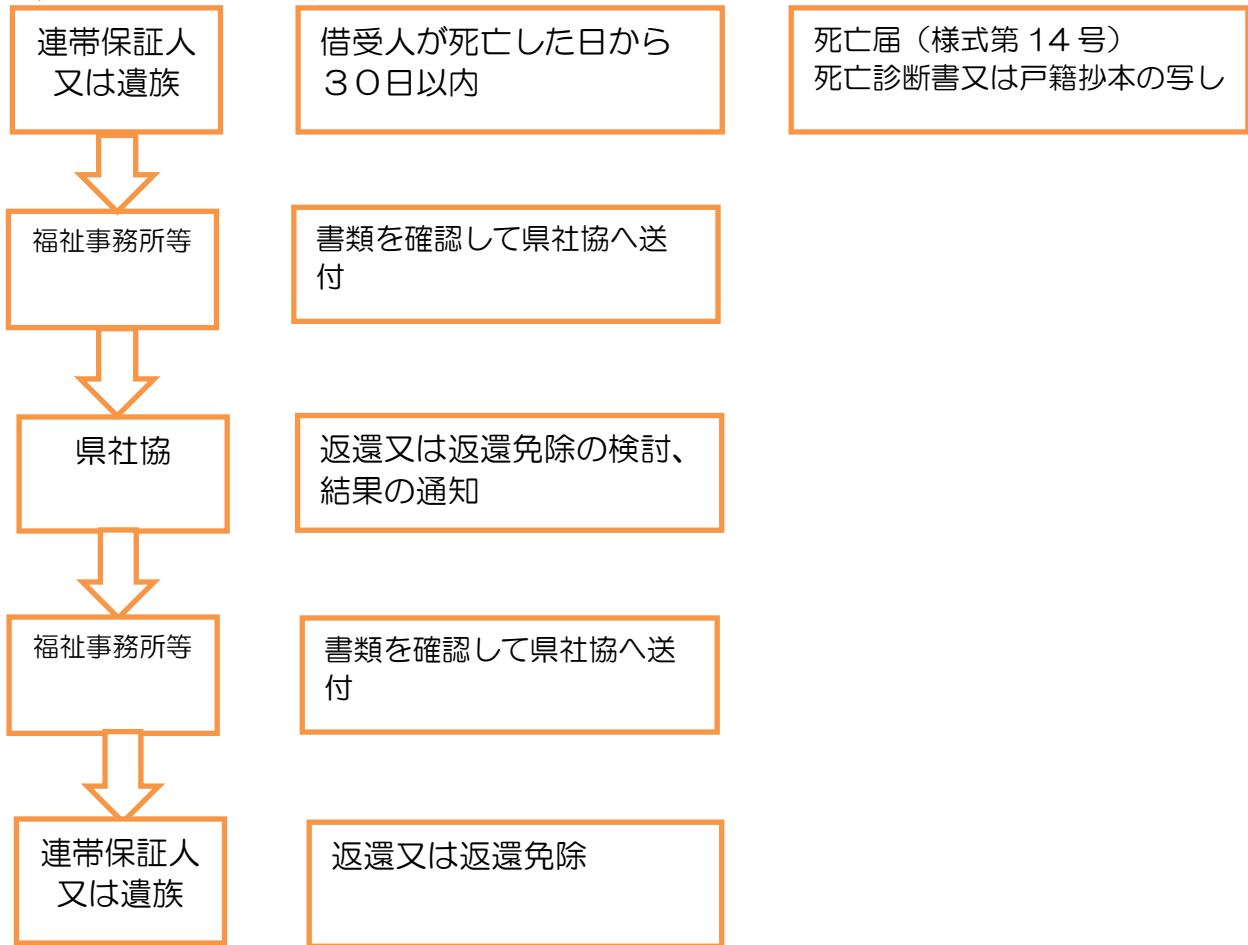 連帯保証人
又は遺族
借受人が死亡した日から
３０日以内
死亡届（様式第 14 号）
死亡診断書又は戸籍抄本の写し
福祉事務所等
書類を確認して県社協へ送
付
県社協
返還又は返還免除の検討、
結果の通知
福祉事務所等
書類を確認して県社協へ送
付
連帯保証人
又は遺族
返還又は返還免除